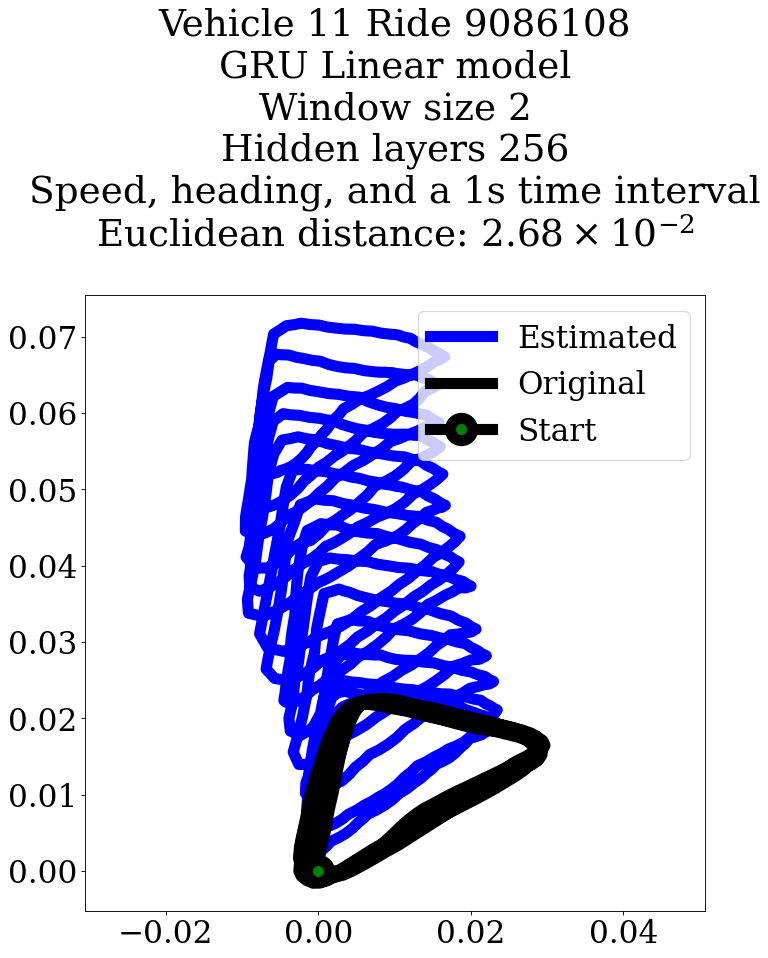 Vehicle 11 Ride 9086108
GRU Linear model
Window size 2
Hidden layers 256
Speed, heading, and a 1s time interval
Euclidean distance: 2.68 × 10⁻²
Estimated
Original
Start
0.07
0.06
0.05
0.04
0.03
0.02
0.01
0.00
−0.02
0.00
0.02
0.04